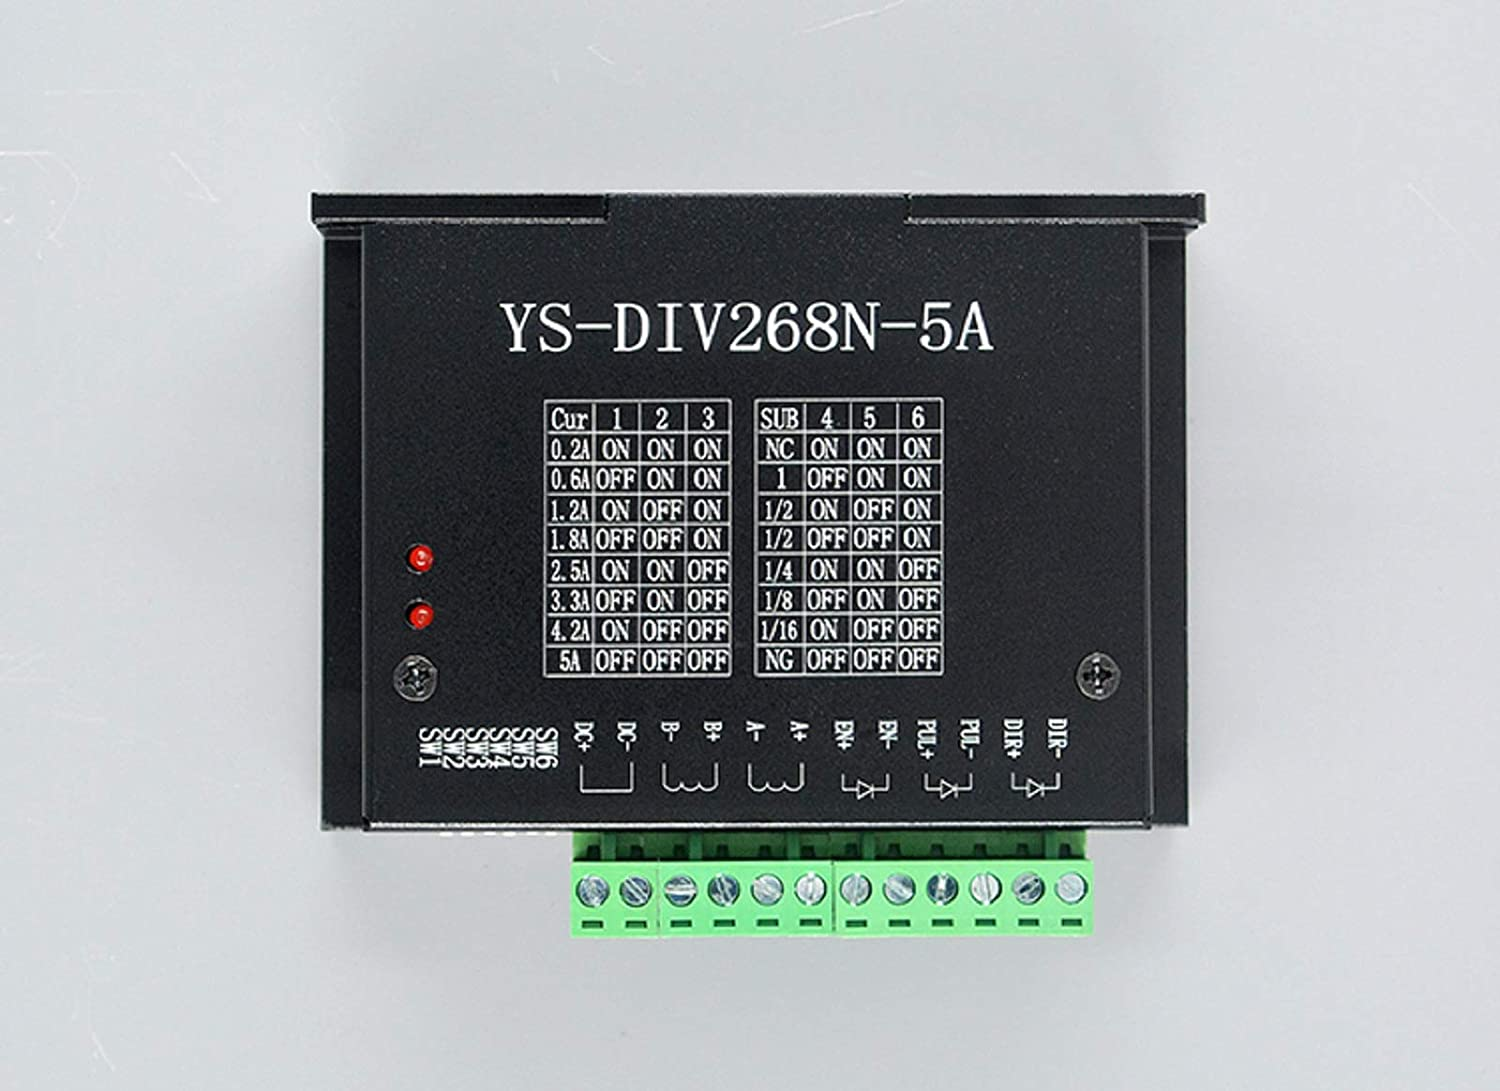 YS-DIV268N-5A
Cur 1 2 3
0.2A ON ON ON
0.6A OFF ON ON
1.2A ON OFF ON
1.8A OFF OFF ON
2.5A ON ON OFF
3.3A OFF ON OFF
4.2A ON OFF OFF
5A OFF OFF OFF
SUB 4 5 6
NC ON ON ON
1 OFF ON ON
1/2 ON OFF ON
1/2 OFF OFF ON
1/4 ON ON OFF
1/8 OFF ON OFF
1/16 ON OFF OFF
NG OFF OFF OFF
SW1
SW2
SW3
SW4
SW5
SW6
DC+
DC-
B-
B+
A-
A+
EN+
EN-
PUL+
PUL-
DIR+
DIR-